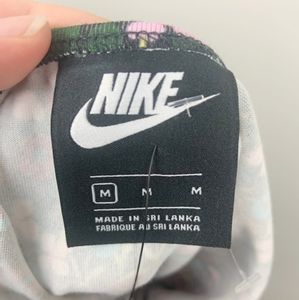 NIKE
M M M
MADE IN SRI LANKA
FABRIQUE AU SRI LANKA